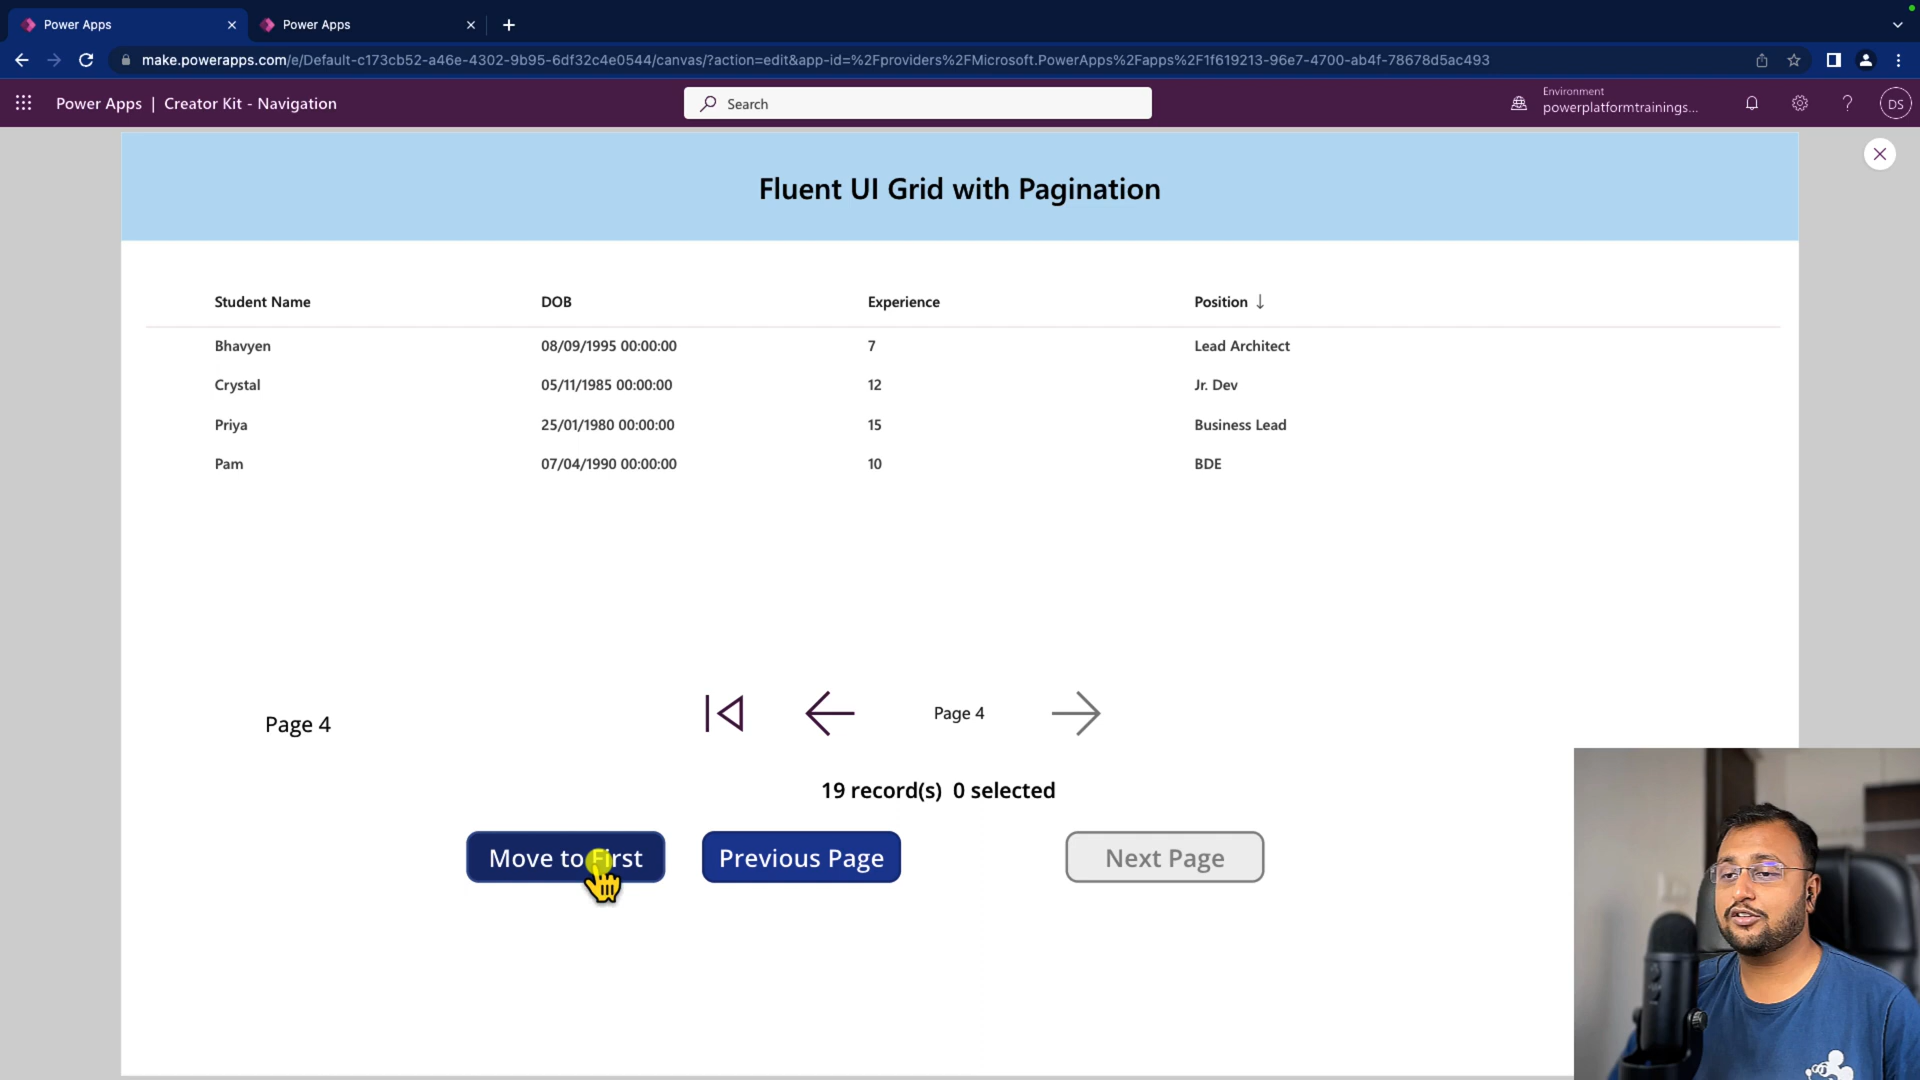 Power Apps
Power Apps
make.powerapps.com/e/Default-c173cb52-a46e-4302-9b95-6df32c4e0544/canvas/?action=edit&app-id=%2Fproviders%2FMicrosoft.PowerApps%2Fapps%2F1f619213-96e7-4700-ab4f-78678d5ac493
Power Apps | Creator Kit - Navigation
Search
Environment
powerplatformtrainings...
DS
Fluent UI Grid with Pagination
Student Name DOB Experience Position
Bhavyen 08/09/1995 00:00:00 7 Lead Architect
Crystal 05/11/1985 00:00:00 12 Jr. Dev
Priya 25/01/1980 00:00:00 15 Business Lead
Pam 07/04/1990 00:00:00 10 BDE
Page 4
Page 4
19 record(s) 0 selected
Move to First
Previous Page
Next Page